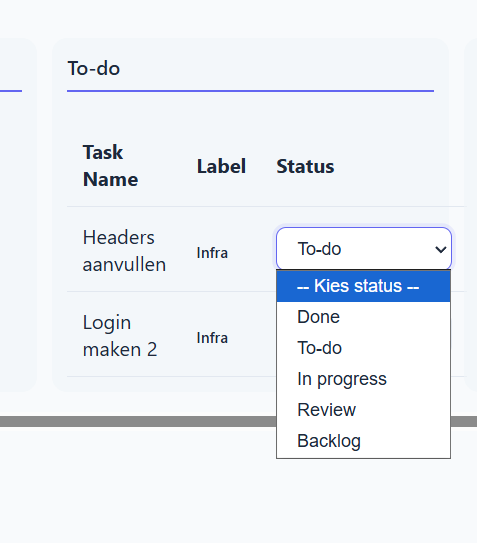 To-do
Task
Name
Label
Status
Headers
aanvullen
Infra
To-do
-- Kies status --
Done
Login
maken 2
Infra
To-do
In progress
Review
Backlog